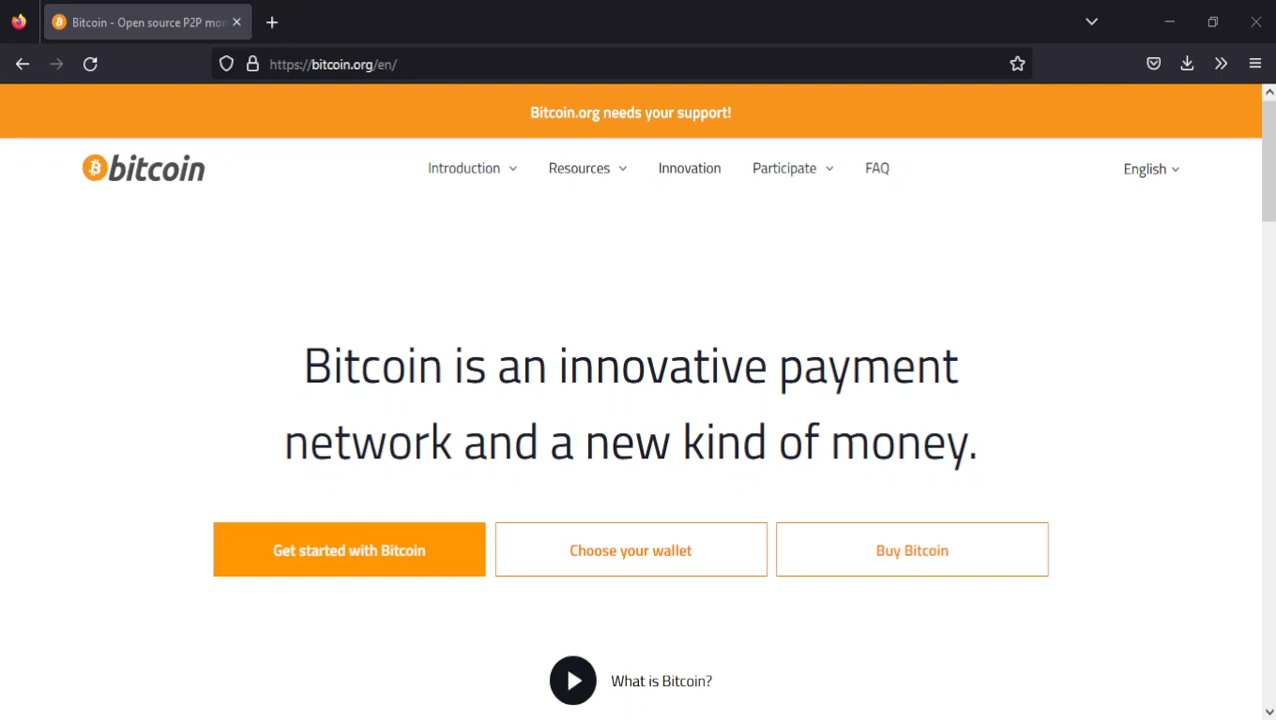 Bitcoin - Open source P2P mon
https://bitcoin.org/en/
Bitcoin.org needs your support!
bitcoin
Introduction
Resources
Innovation
Participate
FAQ
English
Bitcoin is an innovative payment
network and a new kind of money.
Get started with Bitcoin
Choose your wallet
Buy Bitcoin
What is Bitcoin?